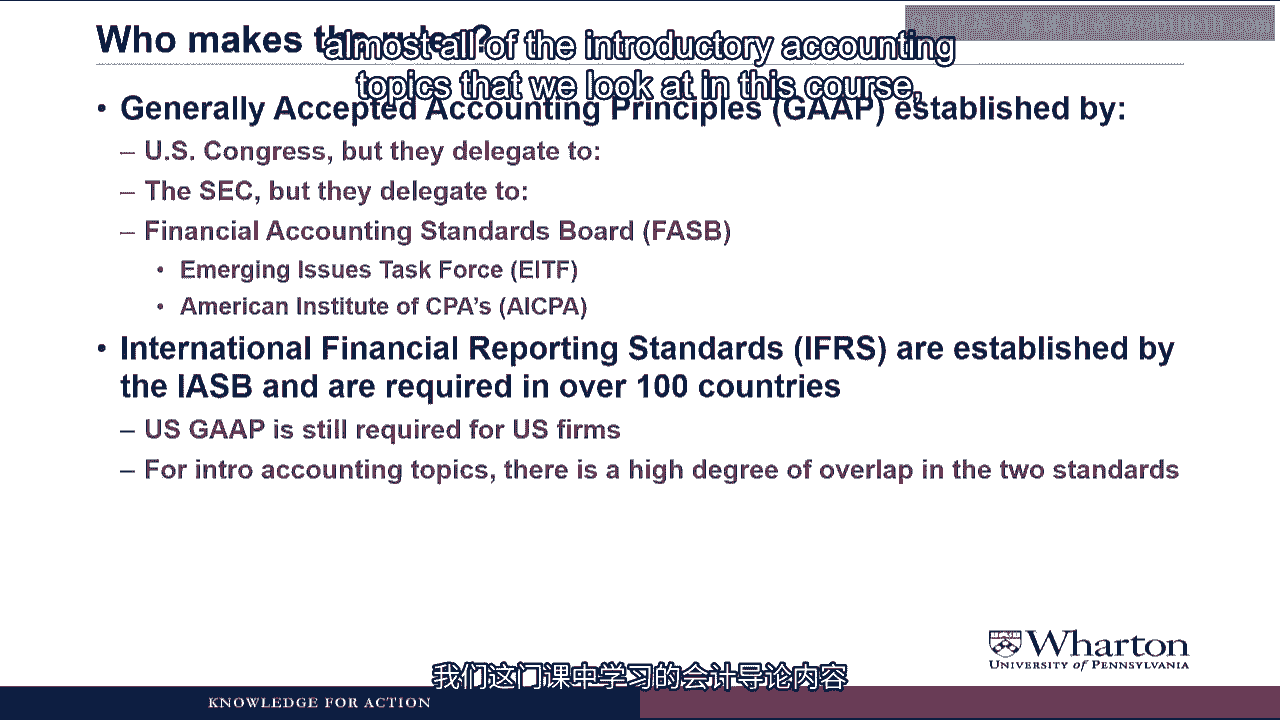 Who makes the rules?
almost all of the introductory accounting
topics that we look at in this course,
• Generally Accepted Accounting Principles (GAAP) established by:
– U.S. Congress, but they delegate to:
– The SEC, but they delegate to:
– Financial Accounting Standards Board (FASB)
• Emerging Issues Task Force (EITF)
• American Institute of CPA's (AICPA)
• International Financial Reporting Standards (IFRS) are established by
the IASB and are required in over 100 countries
– US GAAP is still required for US firms
– For intro accounting topics, there is a high degree of overlap in the two standards
Wharton
UNIVERSITY of PENNSYLVANIA
我们这门课中学习的会计导论内容
KNOWLEDGE FOR ACTION